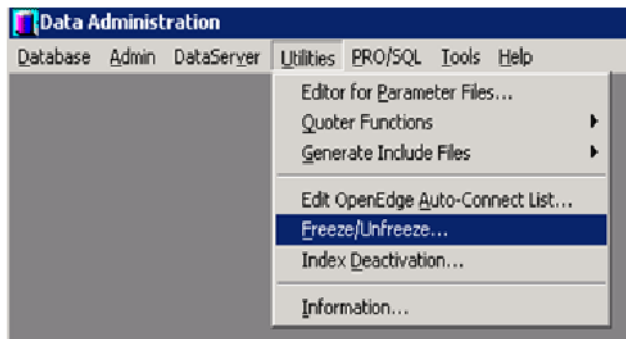 Data Administration
Database Admin DataServer Utilities PRO/SQL Tools Help
Editor for Parameter Files...
Quoter Functions
Generate Include Files
Edit OpenEdge Auto-Connect List...
Freeze/Unfreeze...
Index Deactivation...
Information...